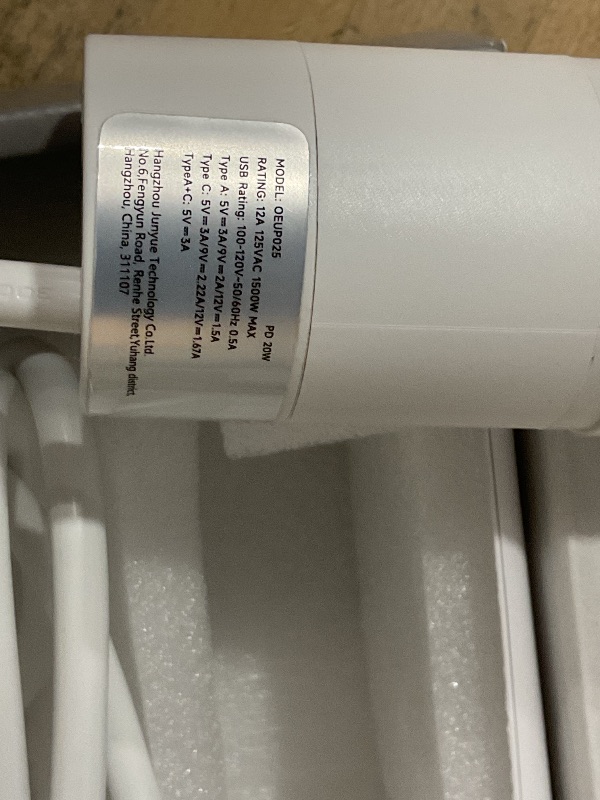 MODEL: OEUP025 PD 20W
RATING: 12A 125VAC 1500W MAX
USB Rating: 100-120V~50/60Hz 0.5A
Type A: 5V⎓3A/9V⎓2A/12V⎓1.5A
Type C: 5V⎓3A/9V⎓2.22A/12V⎓1.67A
TypeA+C: 5V⎓3A
Hangzhou Junyue Technology Co.Ltd.
No.6,Fengyun Road, Renhe Street,Yuhang district,
Hangzhou, China, 311107